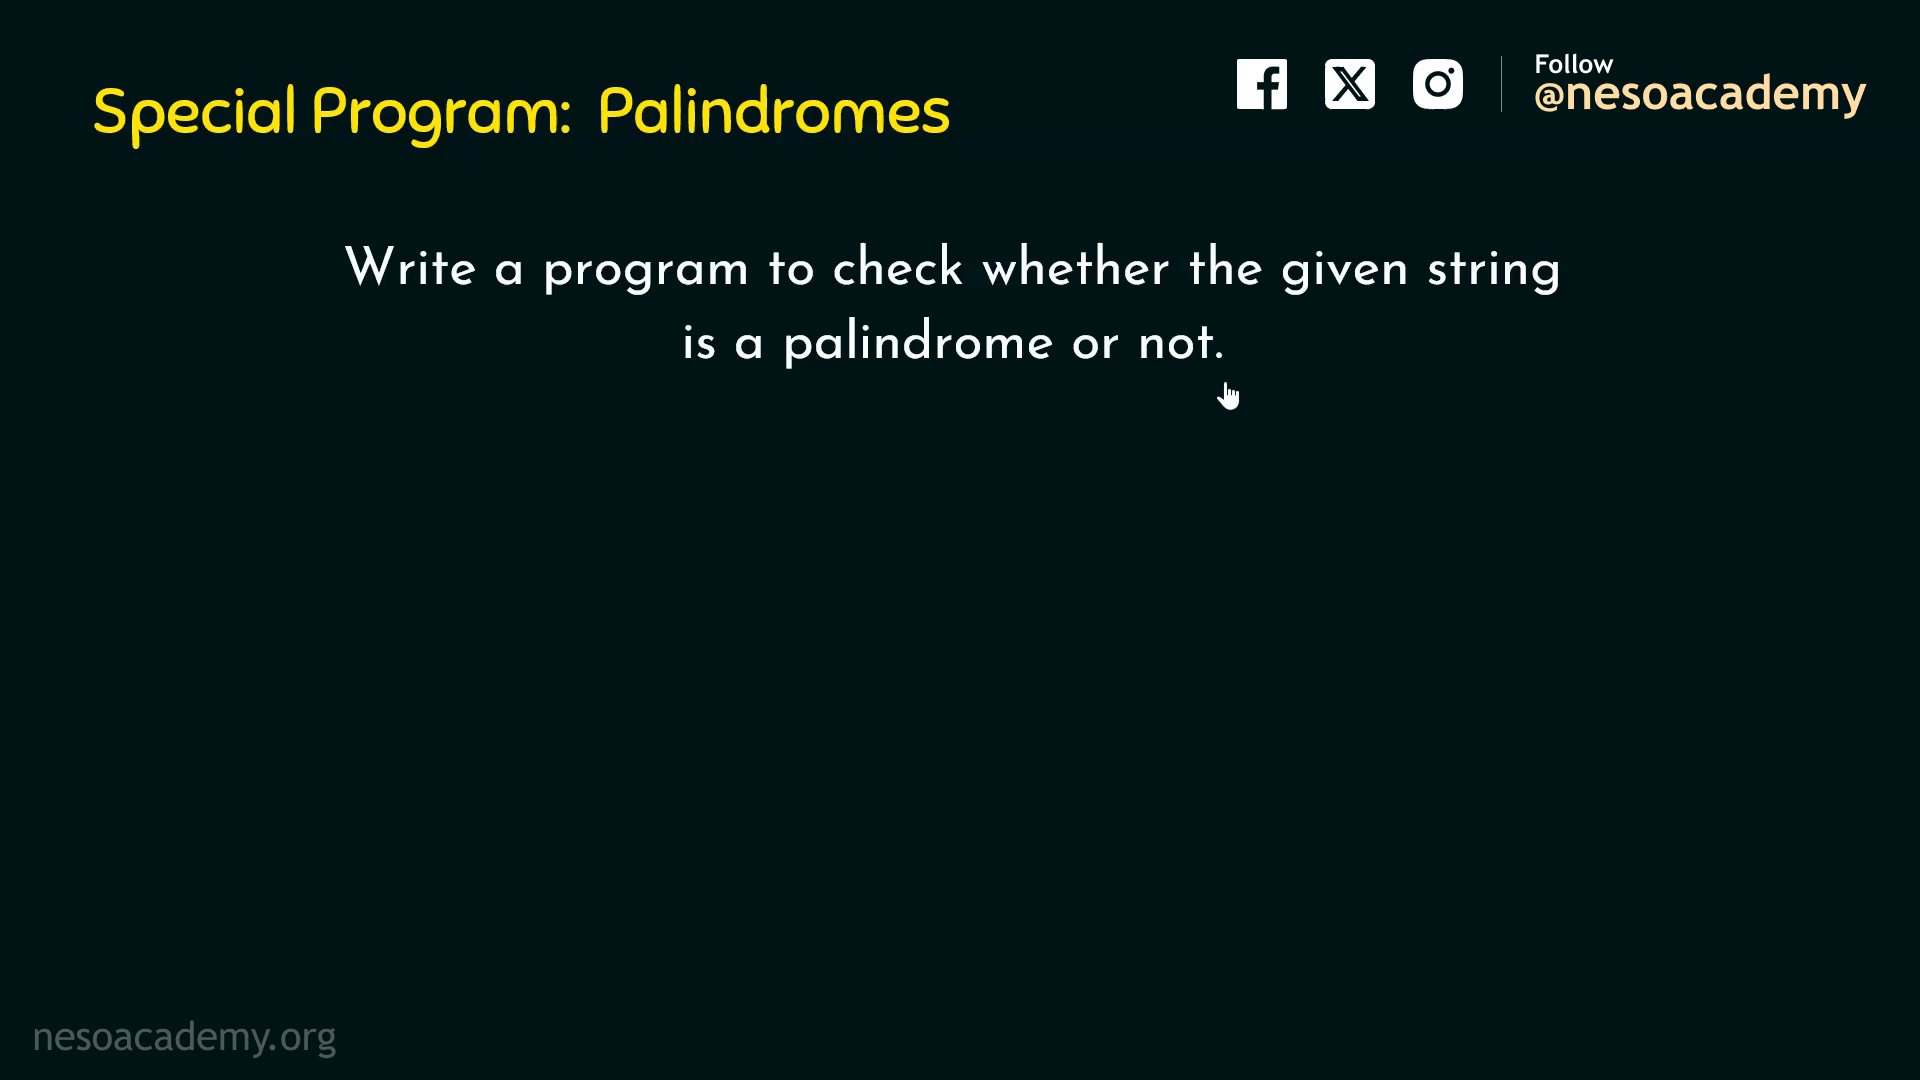 Special Program: Palindromes
Follow
@nesoacademy
Write a program to check whether the given string
is a palindrome or not.
nesoacademy.org